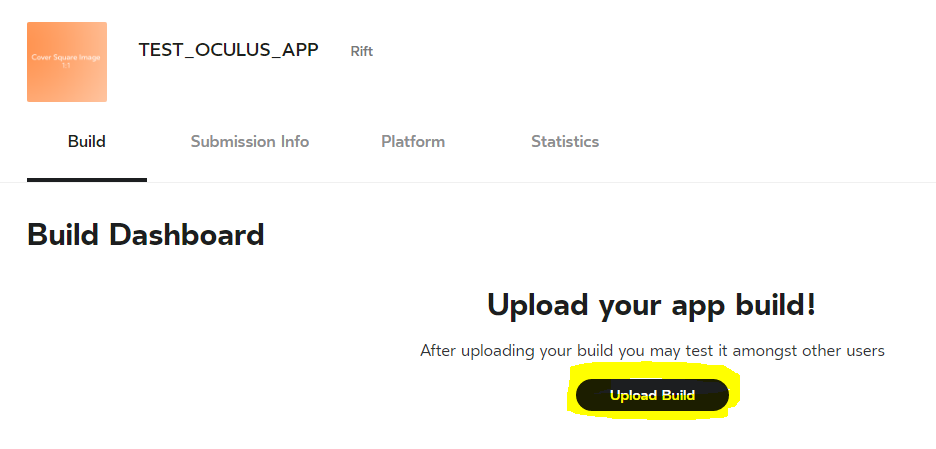 Cover Square Image
1:1
TEST_OCULUS_APP Rift
Build Submission Info Platform Statistics
Build Dashboard
Upload your app build!
After uploading your build you may test it amongst other users
Upload Build